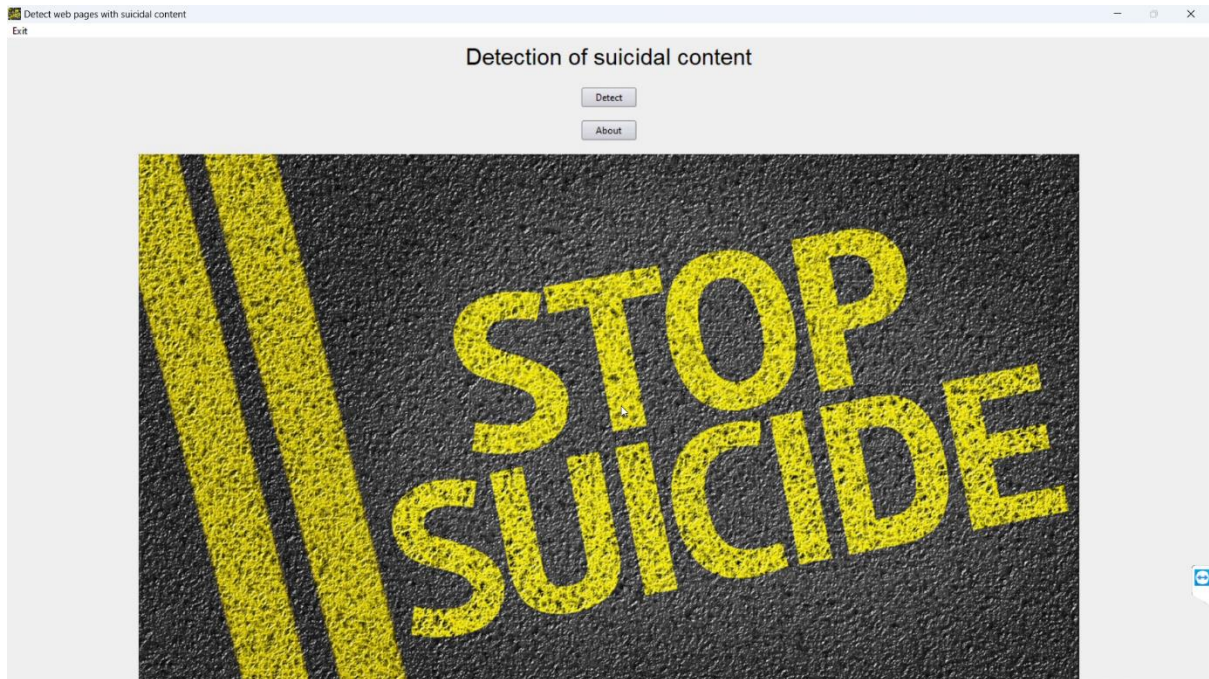 Detect web pages with suicidal content
Exit
Detection of suicidal content
Detect
About
STOP
SUICIDE